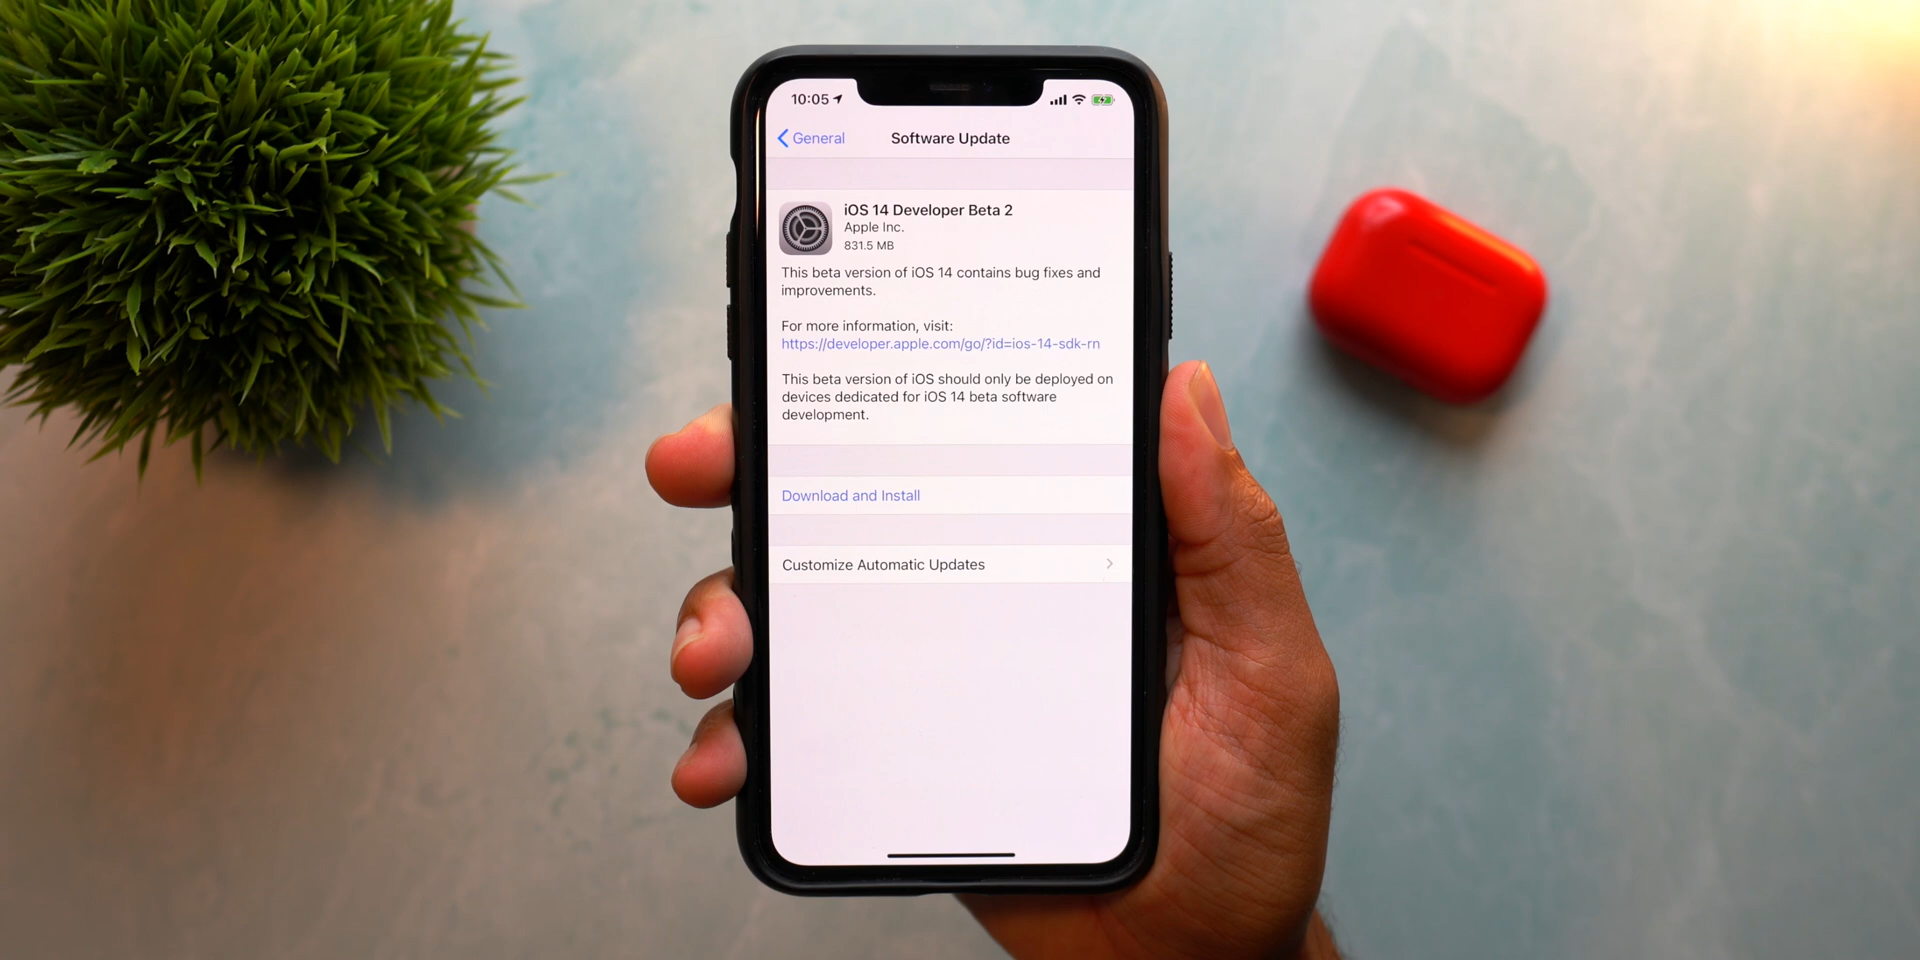 10:05
General
Software Update
iOS 14 Developer Beta 2
Apple Inc.
831.5 MB
This beta version of iOS 14 contains bug fixes and
improvements.
For more information, visit:
https://developer.apple.com/go/?id=ios-14-sdk-rn
This beta version of iOS should only be deployed on
devices dedicated for iOS 14 beta software
development.
Download and Install
Customize Automatic Updates